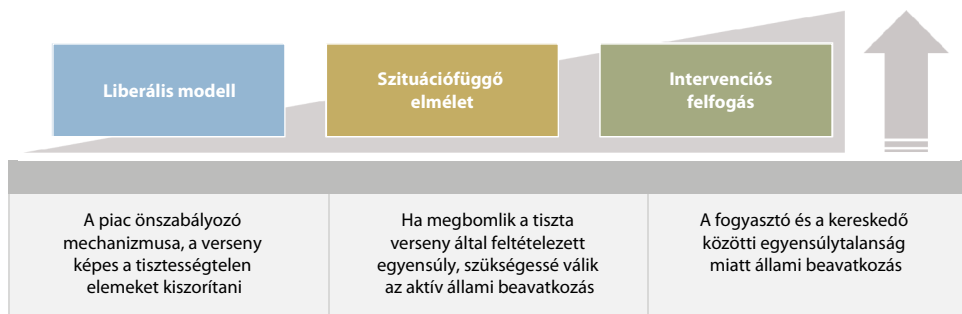 Liberális modell
Szituációfüggő
elmélet
Intervenciós
felfogás
A piac önszabályozó
mechanizmusa, a verseny
képes a tisztességtelen
elemeket kiszorítani
Ha megbomlik a tiszta
verseny által feltételezett
egyensúly, szükségessé válik
az aktív állami beavatkozás
A fogyasztó és a kereskedő
közötti egyensúlytalanság
miatt állami beavatkozás